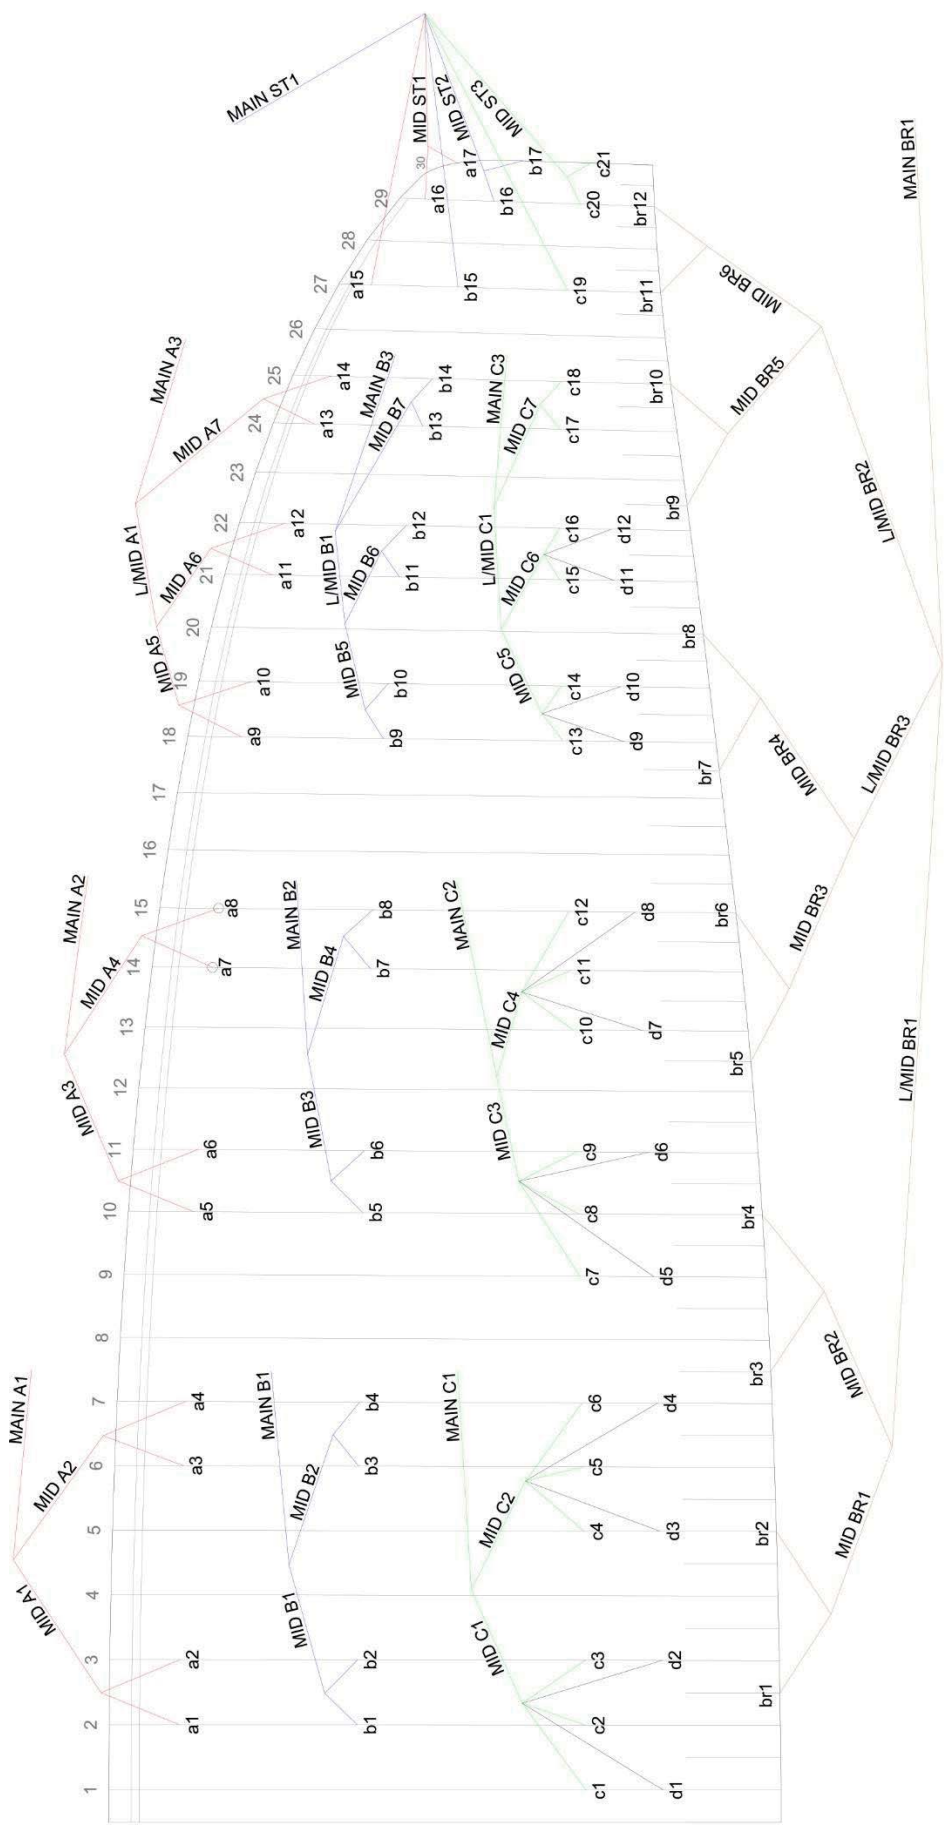 MAIN ST1
MID ST1
MID ST2
MID ST3
30
a17
b17
c21
29
a16
b16
c20
br12
MAIN BR1
28
27
a15
b15
c19
br11
MID BR6
26
MAIN A3
25
a14
MAIN B3
b14
MAIN C3
c18
br10
MID BR5
MID A7
24
a13
MID B7
b13
MID C7
c17
23
br9
L/MID BR2
L/MID A1
22
a12
L/MID B1
b12
L/MID C1
c16
d12
MID A6
21
a11
MID B6
b11
MID C6
c15
d11
20
br8
MID A5
19
a10
MID B5
b10
MID C5
c14
d10
18
a9
b9
c13
d9
br7
MID BR4
L/MID BR3
17
16
MAIN A2
15
a8
MAIN B2
b8
MAIN C2
c12
d8
br6
MID BR3
MID A4
14
a7
MID B4
b7
MID C4
c11
13
c10
d7
br5
L/MID BR1
12
MID A3
11
a6
MID B3
b6
MID C3
c9
d6
10
a5
b5
c8
br4
9
c7
d5
8
br3
MID BR2
MAIN A1
7
a4
MAIN B1
b4
MAIN C1
c6
d4
MID A2
6
a3
MID B2
b3
MID C2
c5
5
c4
d3
br2
MID BR1
4
MID A1
3
a2
MID B1
b2
MID C1
c3
d2
br1
2
a1
b1
c2
1
c1
d1